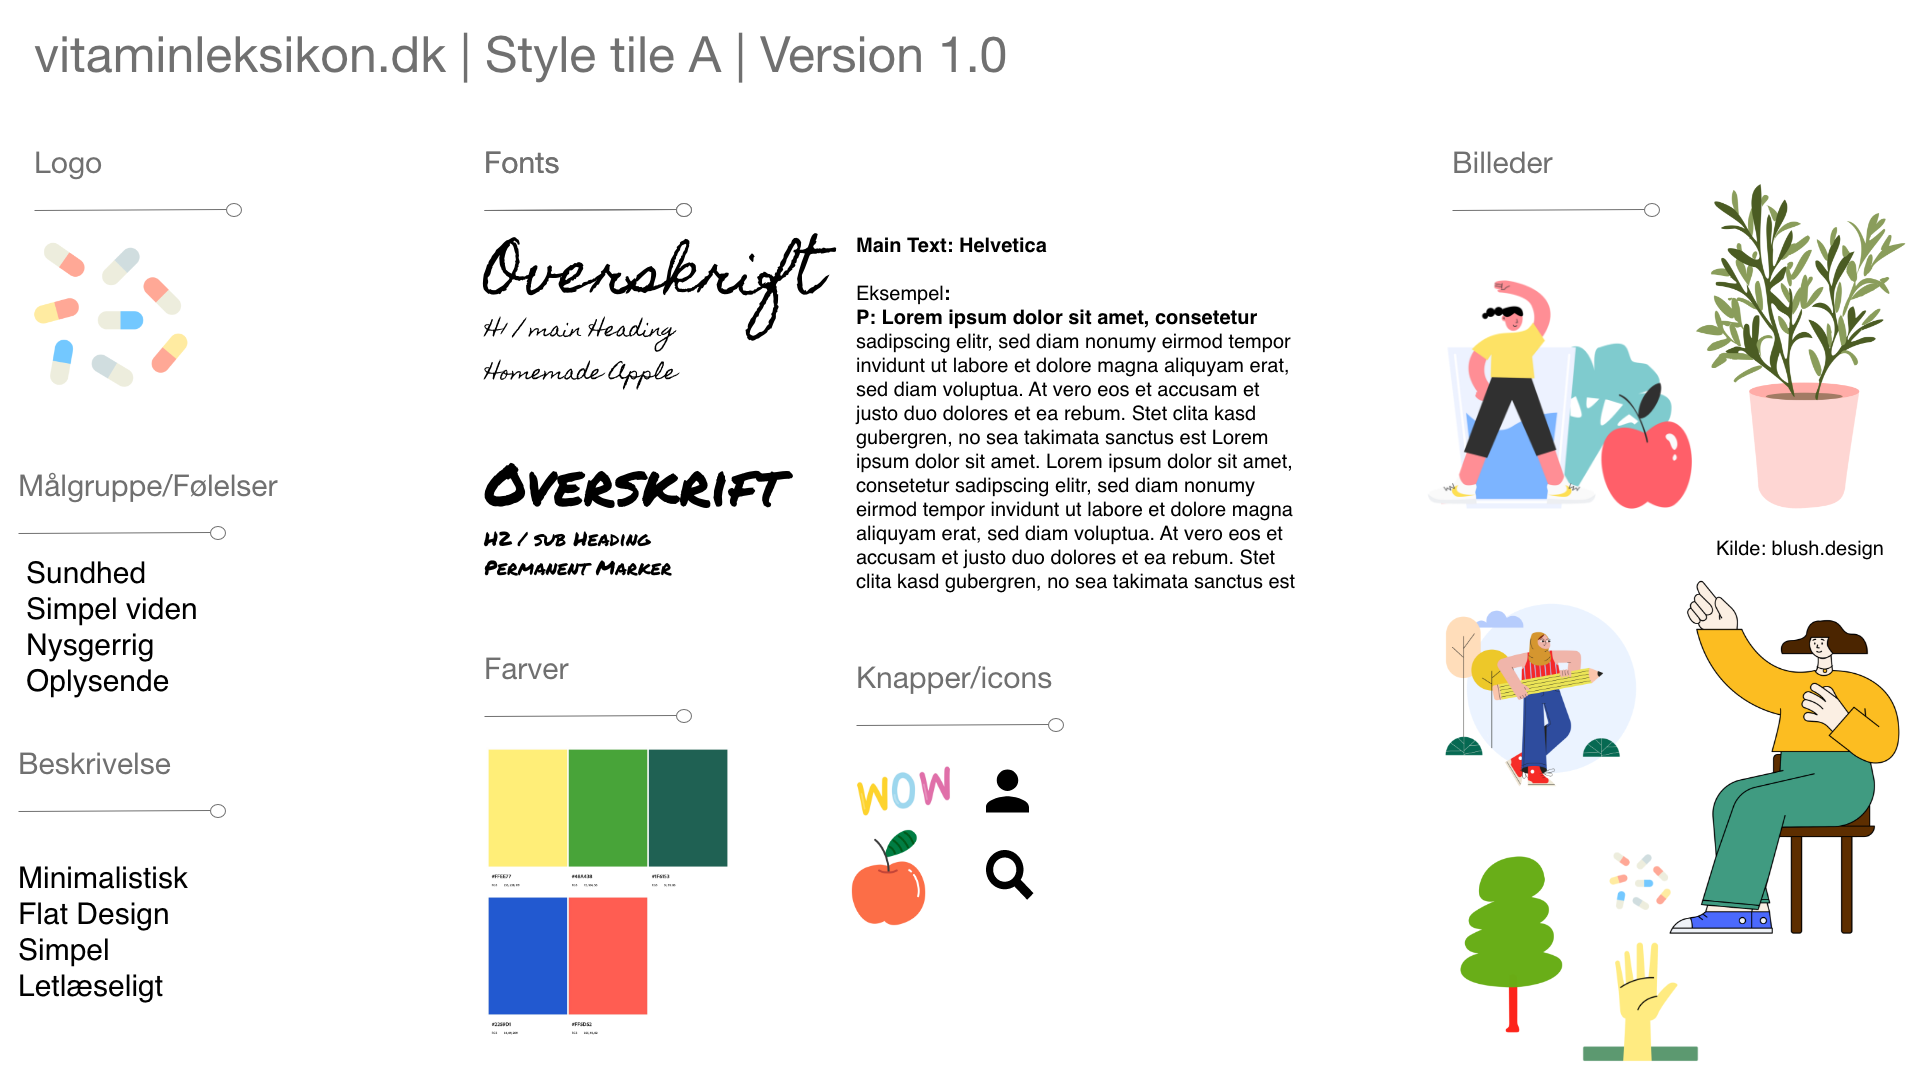 vitaminleksikon.dk | Style tile A | Version 1.0
Logo
Målgruppe/Følelser
Sundhed
Simpel viden
Nysgerrig
Oplysende
Beskrivelse
Minimalistisk
Flat Design
Simpel
Letlæseligt
Fonts
Overskrift
H1 / main Heading
Homemade Apple
Overskrift
H2 / sub Heading
Permanent Marker
Main Text: Helvetica
Eksempel:
P: Lorem ipsum dolor sit amet, consetetur
sadipscing elitr, sed diam nonumy eirmod tempor
invidunt ut labore et dolore magna aliquyam erat,
sed diam voluptua. At vero eos et accusam et
justo duo dolores et ea rebum. Stet clita kasd
gubergren, no sea takimata sanctus est Lorem
ipsum dolor sit amet. Lorem ipsum dolor sit amet,
consetetur sadipscing elitr, sed diam nonumy
eirmod tempor invidunt ut labore et dolore magna
aliquyam erat, sed diam voluptua. At vero eos et
accusam et justo duo dolores et ea rebum. Stet
clita kasd gubergren, no sea takimata sanctus est
Farver
#FFEE77
#48A43B
Knapper/icons
WOW
Billeder
Kilde: blush.design